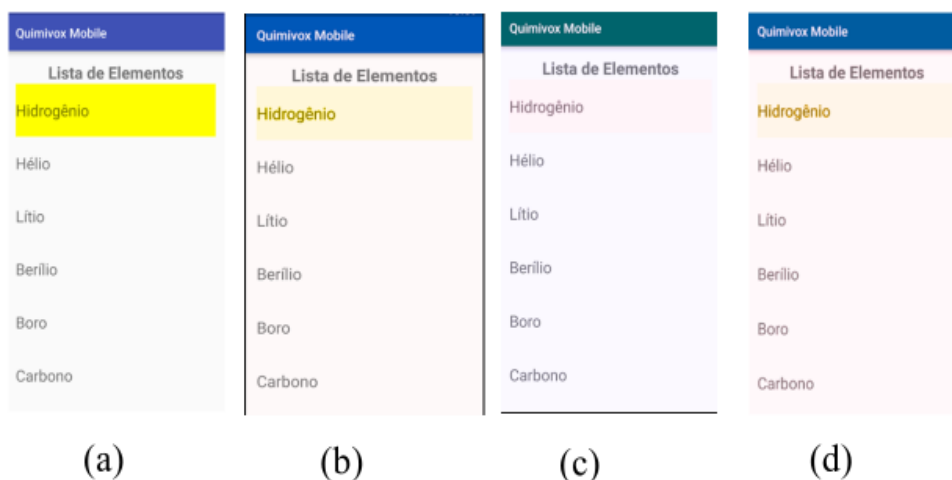 Quimivox Mobile
Lista de Elementos
Hidrogênio
Hélio
Lítio
Berílio
Boro
Carbono
(a)
Quimivox Mobile
Lista de Elementos
Hidrogênio
Hélio
Lítio
Berílio
Boro
Carbono
(b)
Quimivox Mobile
Lista de Elementos
Hidrogênio
Hélio
Lítio
Berílio
Boro
Carbono
(c)
Quimivox Mobile
Lista de Elementos
Hidrogênio
Hélio
Lítio
Berílio
Boro
Carbono
(d)